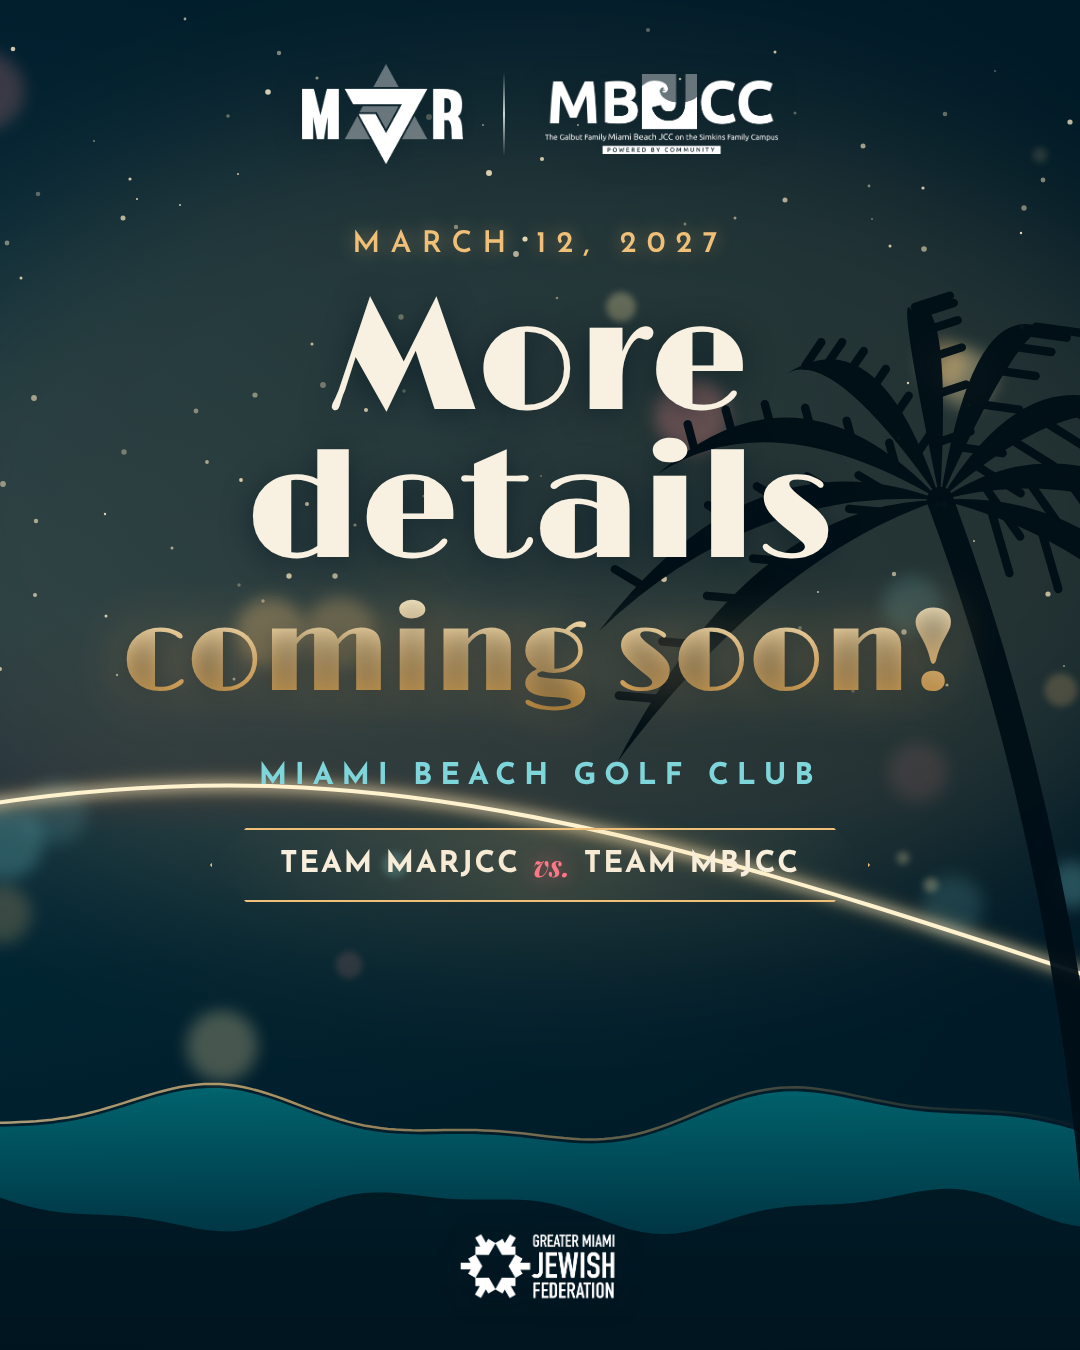 MAR
MBJCC
The Galbut Family Miami Beach JCC on the Simkins Family Campus
POWERED BY COMMUNITY
MARCH 12, 2027
More
details
coming soon!
MIAMI BEACH GOLF CLUB
TEAM MARJCC vs. TEAM MBJCC
GREATER MIAMI
JEWISH
FEDERATION